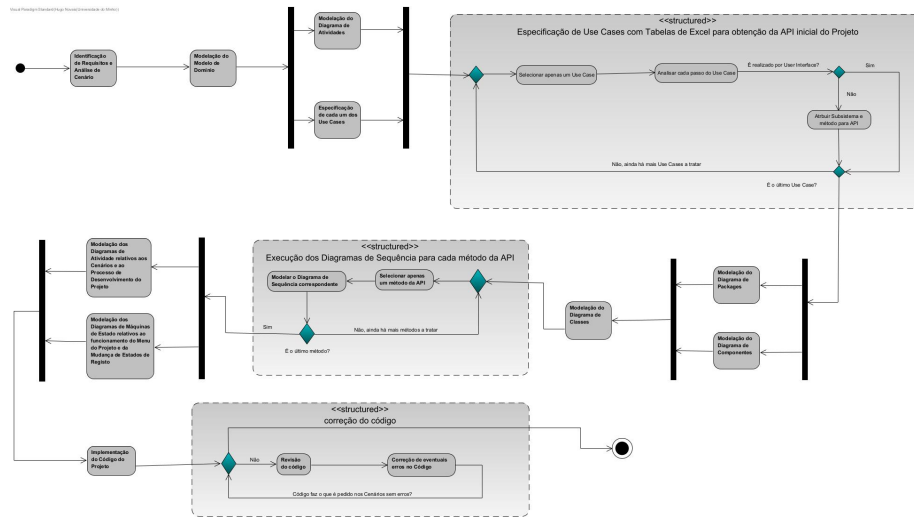 Visual Paradigm Standard(Hugo Nunes(Universidade do Minho))
Identificação
de Requisitos e
Análise de
Cenário
Modelação do
Modelo de
Domínio
Modelação do
Diagrama de
Atividades
Especificação
de cada um dos
Use Cases
<<structured>>
Especificação de Use Cases com Tabelas de Excel para obtenção da API inicial do Projeto
Selecionar apenas um Use Case
Analisar cada passo do Use Case
É realizado por User Interface?
Sim
Não
Atribuir Subsistema e
método para API
Não, ainda há mais Use Cases a tratar
É o último Use Case?
Modelação do
Diagrama de
Packages
Modelação do
Diagrama de
Componentes
Modelação do
Diagrama de
Classes
<<structured>>
Execução dos Diagramas de Sequência para cada método da API
Selecionar apenas
um método da API
Modelar o Diagrama de
Sequência correspondente
Sim
Não, ainda há mais métodos a tratar
É o último método?
Modelação dos
Diagramas de
Atividade relativos aos
Cenários e ao
Processo de
Desenvolvimento do
Projeto
Modelação das
Diagramas de Máquinas
de Estado relativos ao
funcionamento do Menu
do Projeto e da
Mudança de Estados de
Registo
Implementação
do Código do
Projeto
<<structured>>
correção do código
Não
Revisão
do código
Correção de eventuais
erros no Código
Código faz o que é pedido nos Cenários sem erros?